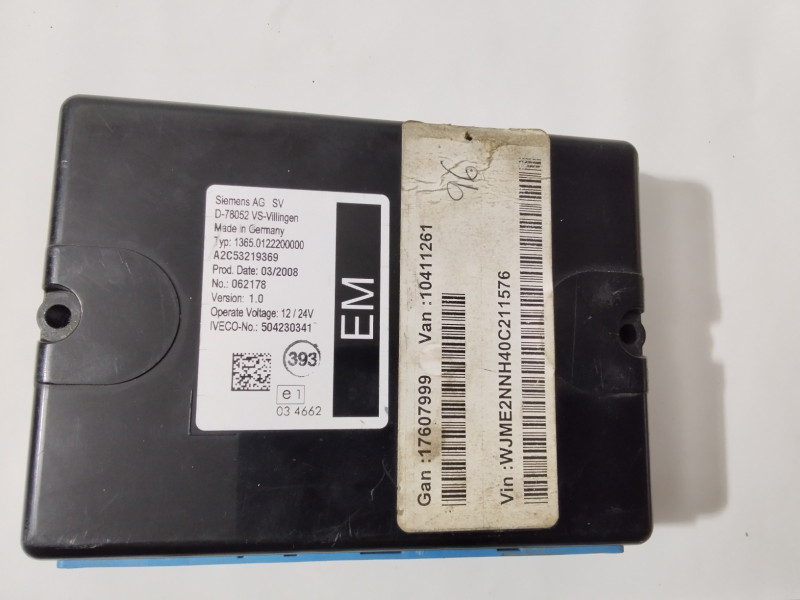 Siemens AG SV
D-78052 VS-Villingen
Made in Germany
Typ: 1365.0122200000
A2C53219369
Prod. Date: 03/2008
No.: 062178
Version: 1.0
Operate Voltage: 12 / 24V
IVECO-No.: 504230341
393
e1
03 4662
EM
96
Gan :17607999 Van :10411261
Vin :WJME2NNH40C211576